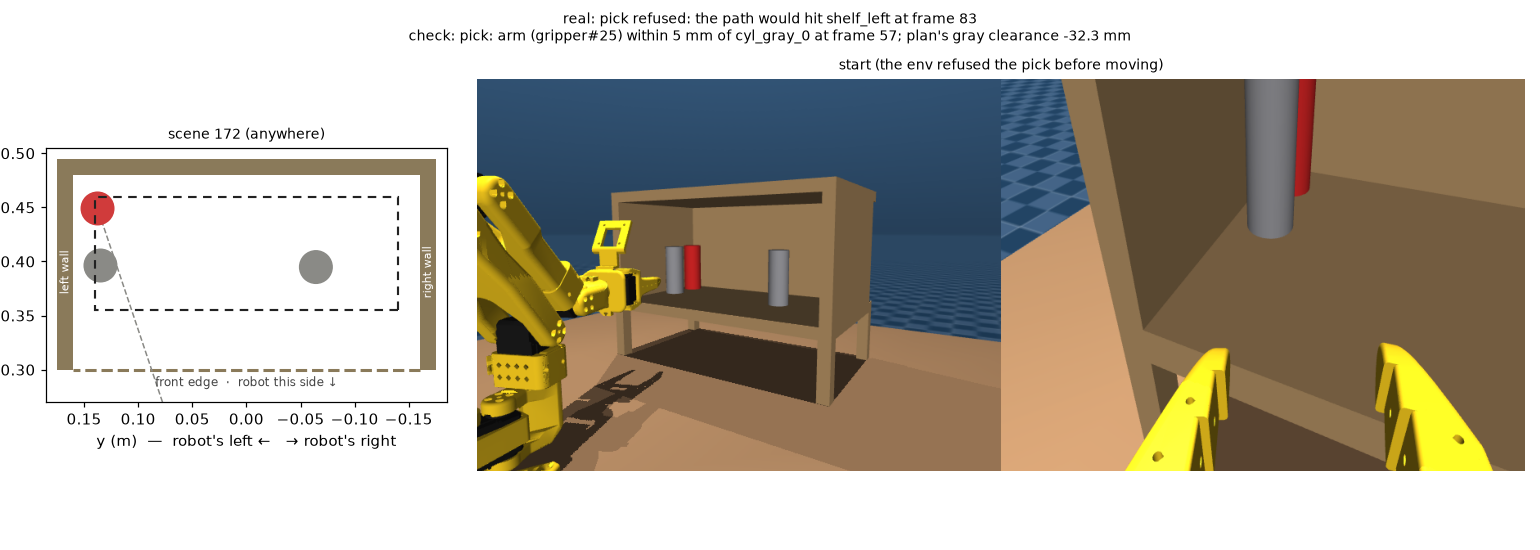 real: pick refused: the path would hit shelf_left at frame 83
check: pick: arm (gripper#25) within 5 mm of cyl_gray_0 at frame 57; plan's gray clearance -32.3 mm
start (the env refused the pick before moving)
scene 172 (anywhere)
0.50
0.45
0.40
0.35
0.30
left wall
right wall
front edge · robot this side ↓
0.15 0.10 0.05 0.00 −0.05 −0.10 −0.15
y (m) — robot's left ← → robot's right